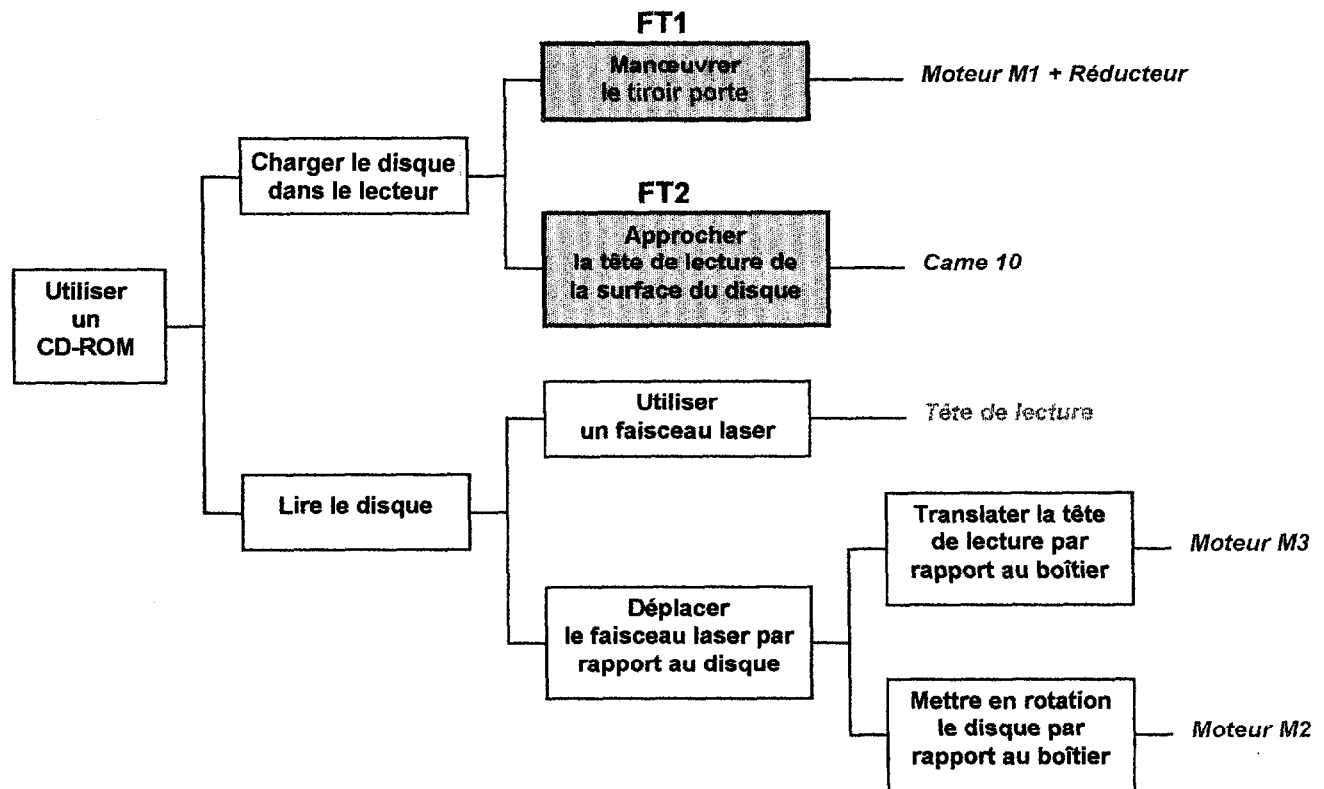 FT1
Manœuvrer
le tiroir porte
Moteur M1 + Réducteur
Charger le disque
dans le lecteur
FT2
Approcher
la tête de lecture de
la surface du disque
Came 10
Utiliser
un
CD-ROM
Utiliser
un faisceau laser
Tête de lecture
Lire le disque
Translater la tête
de lecture par
rapport au boîtier
Moteur M3
Déplacer
le faisceau laser par
rapport au disque
Mettre en rotation
le disque par
rapport au boîtier
Moteur M2